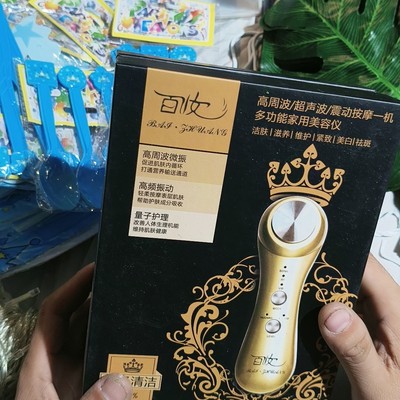 百妆
BAI·ZHUANG
高周波/超声波/震动按摩一机
多功能家用美容仪
洁肤|滋养|维护|紧致|美白|祛斑
高周波微振
促进肌肤内循环
打通营养输送通道
高频振动
轻柔按摩表层肌肤
帮助护肤成分吸收
量子护理
改善人体生理机能
维持肌肤健康
百妆
BAI·ZHUANG
清洁